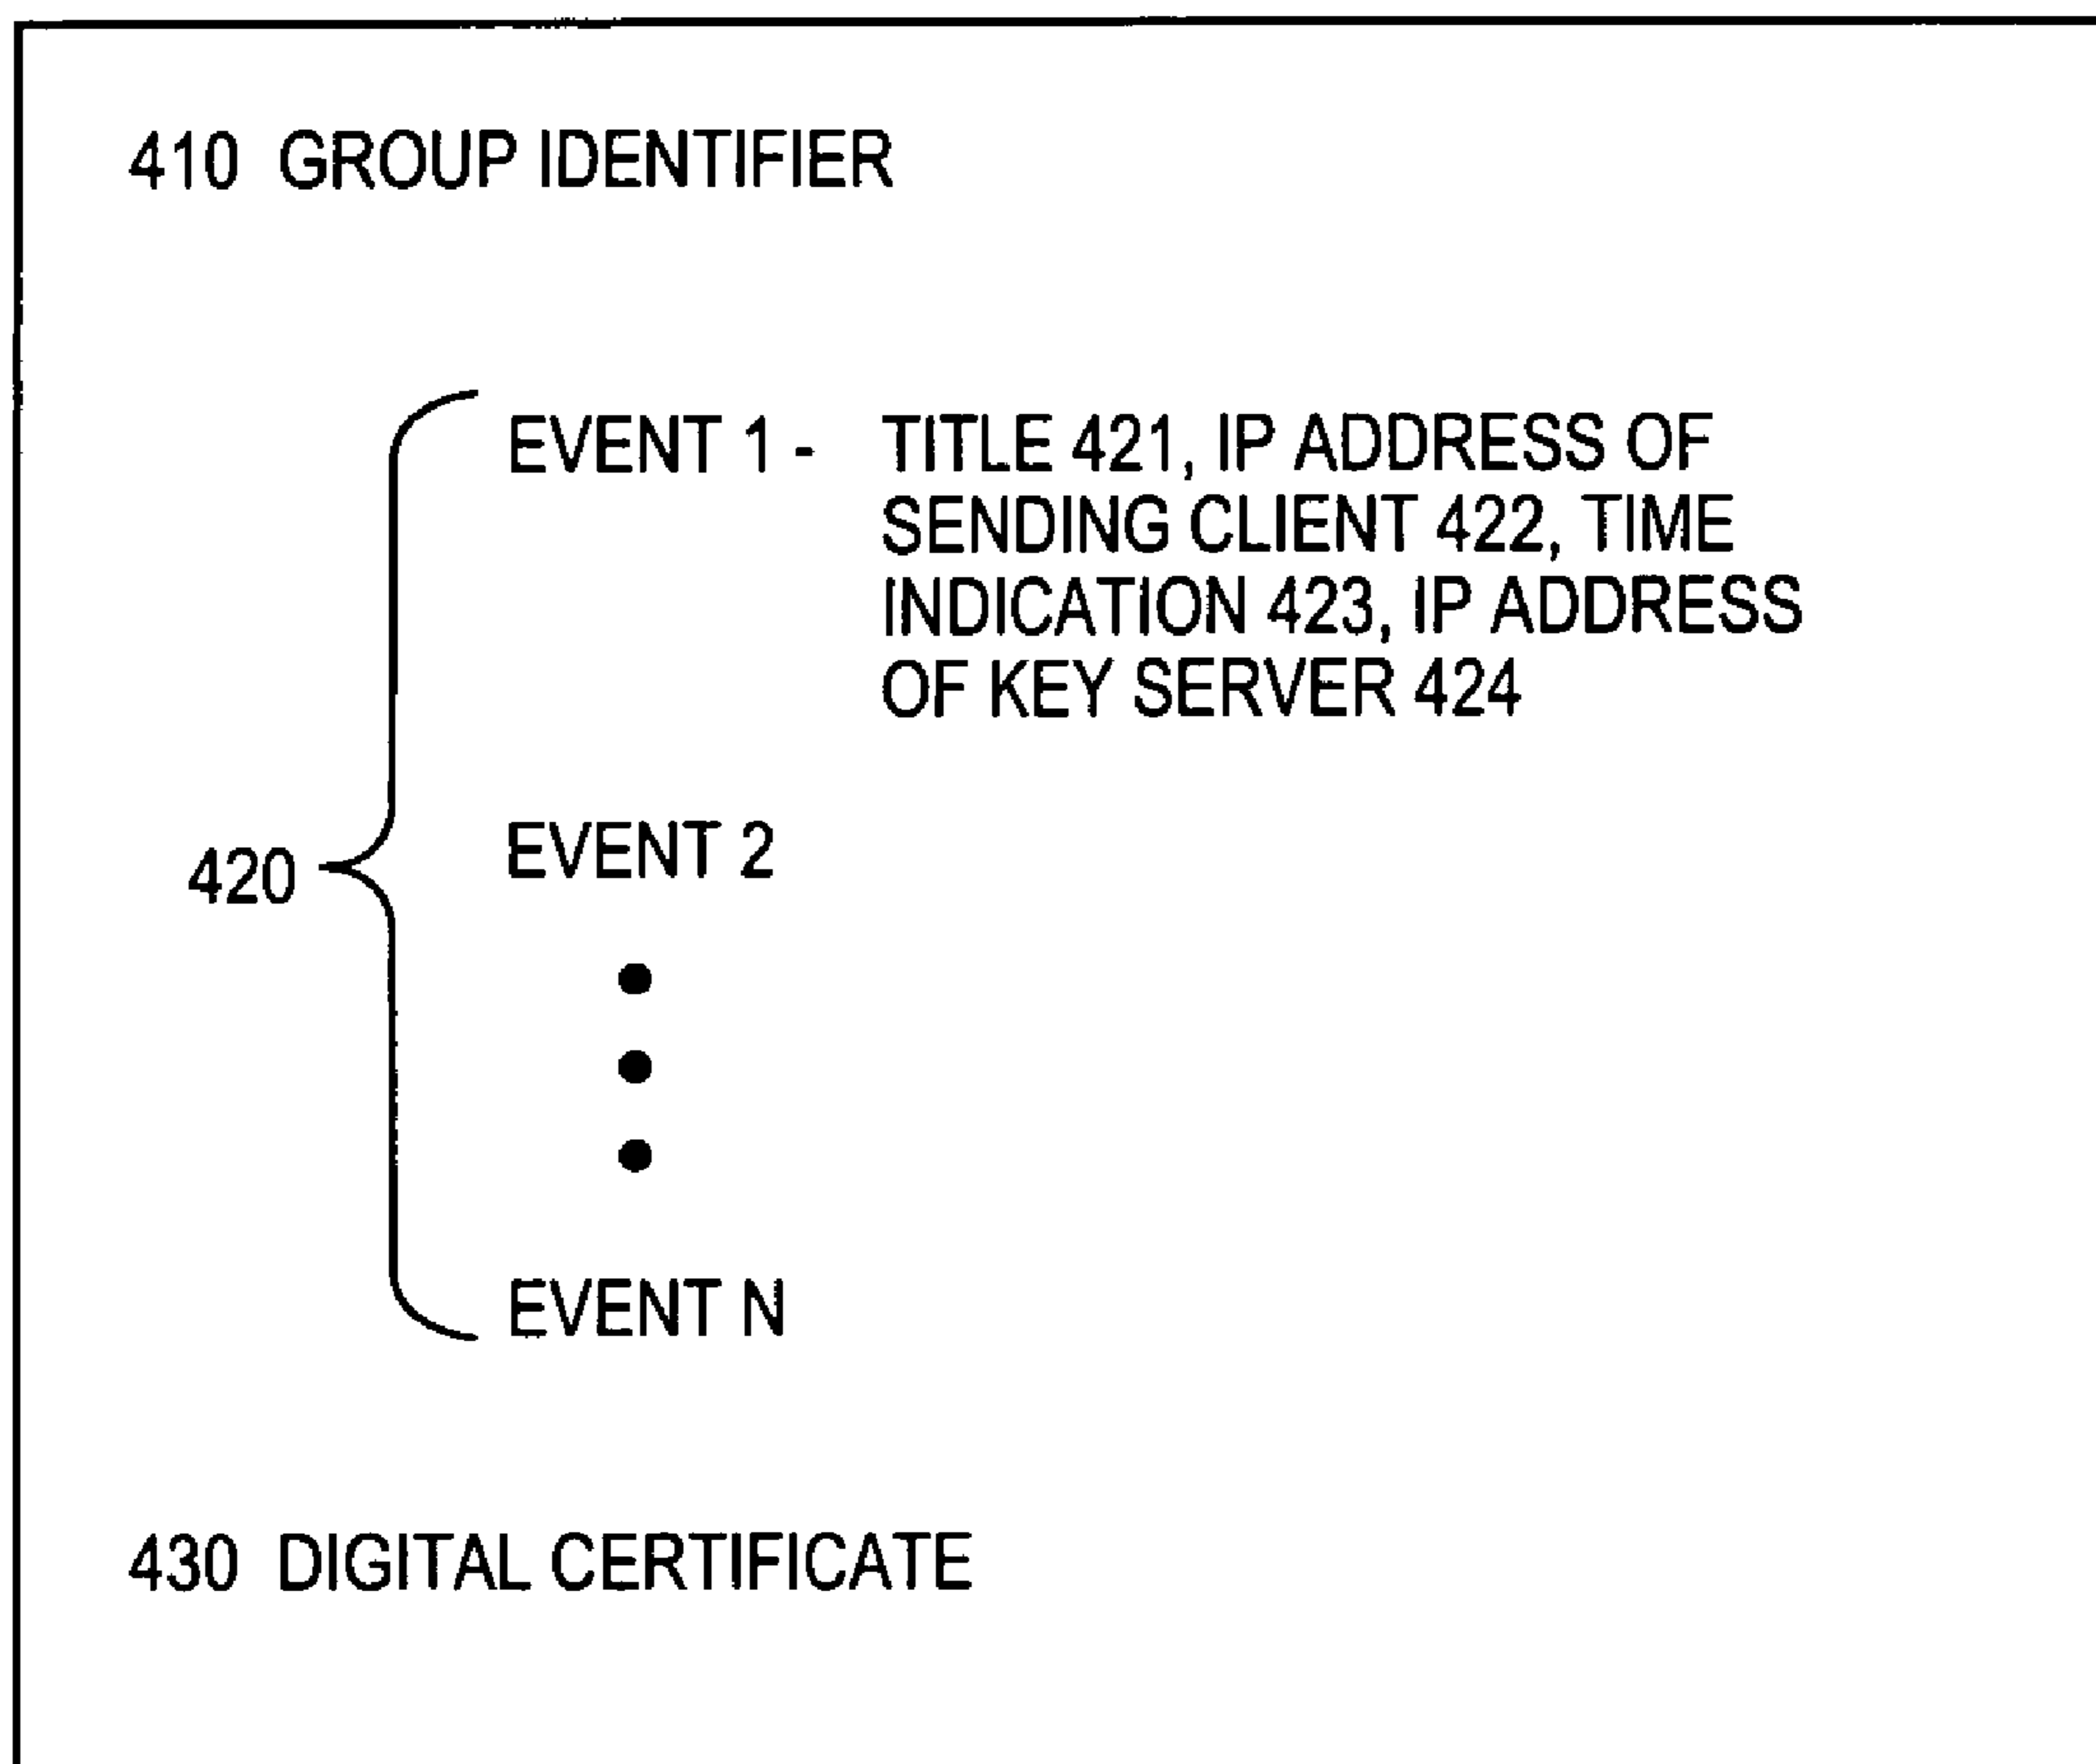 410 GROUP IDENTIFIER
EVENT 1 - TITLE 421, IP ADDRESS OF
SENDING CLIENT 422, TIME
INDICATION 423, IP ADDRESS
OF KEY SERVER 424
420
EVENT 2
EVENT N
430 DIGITAL CERTIFICATE